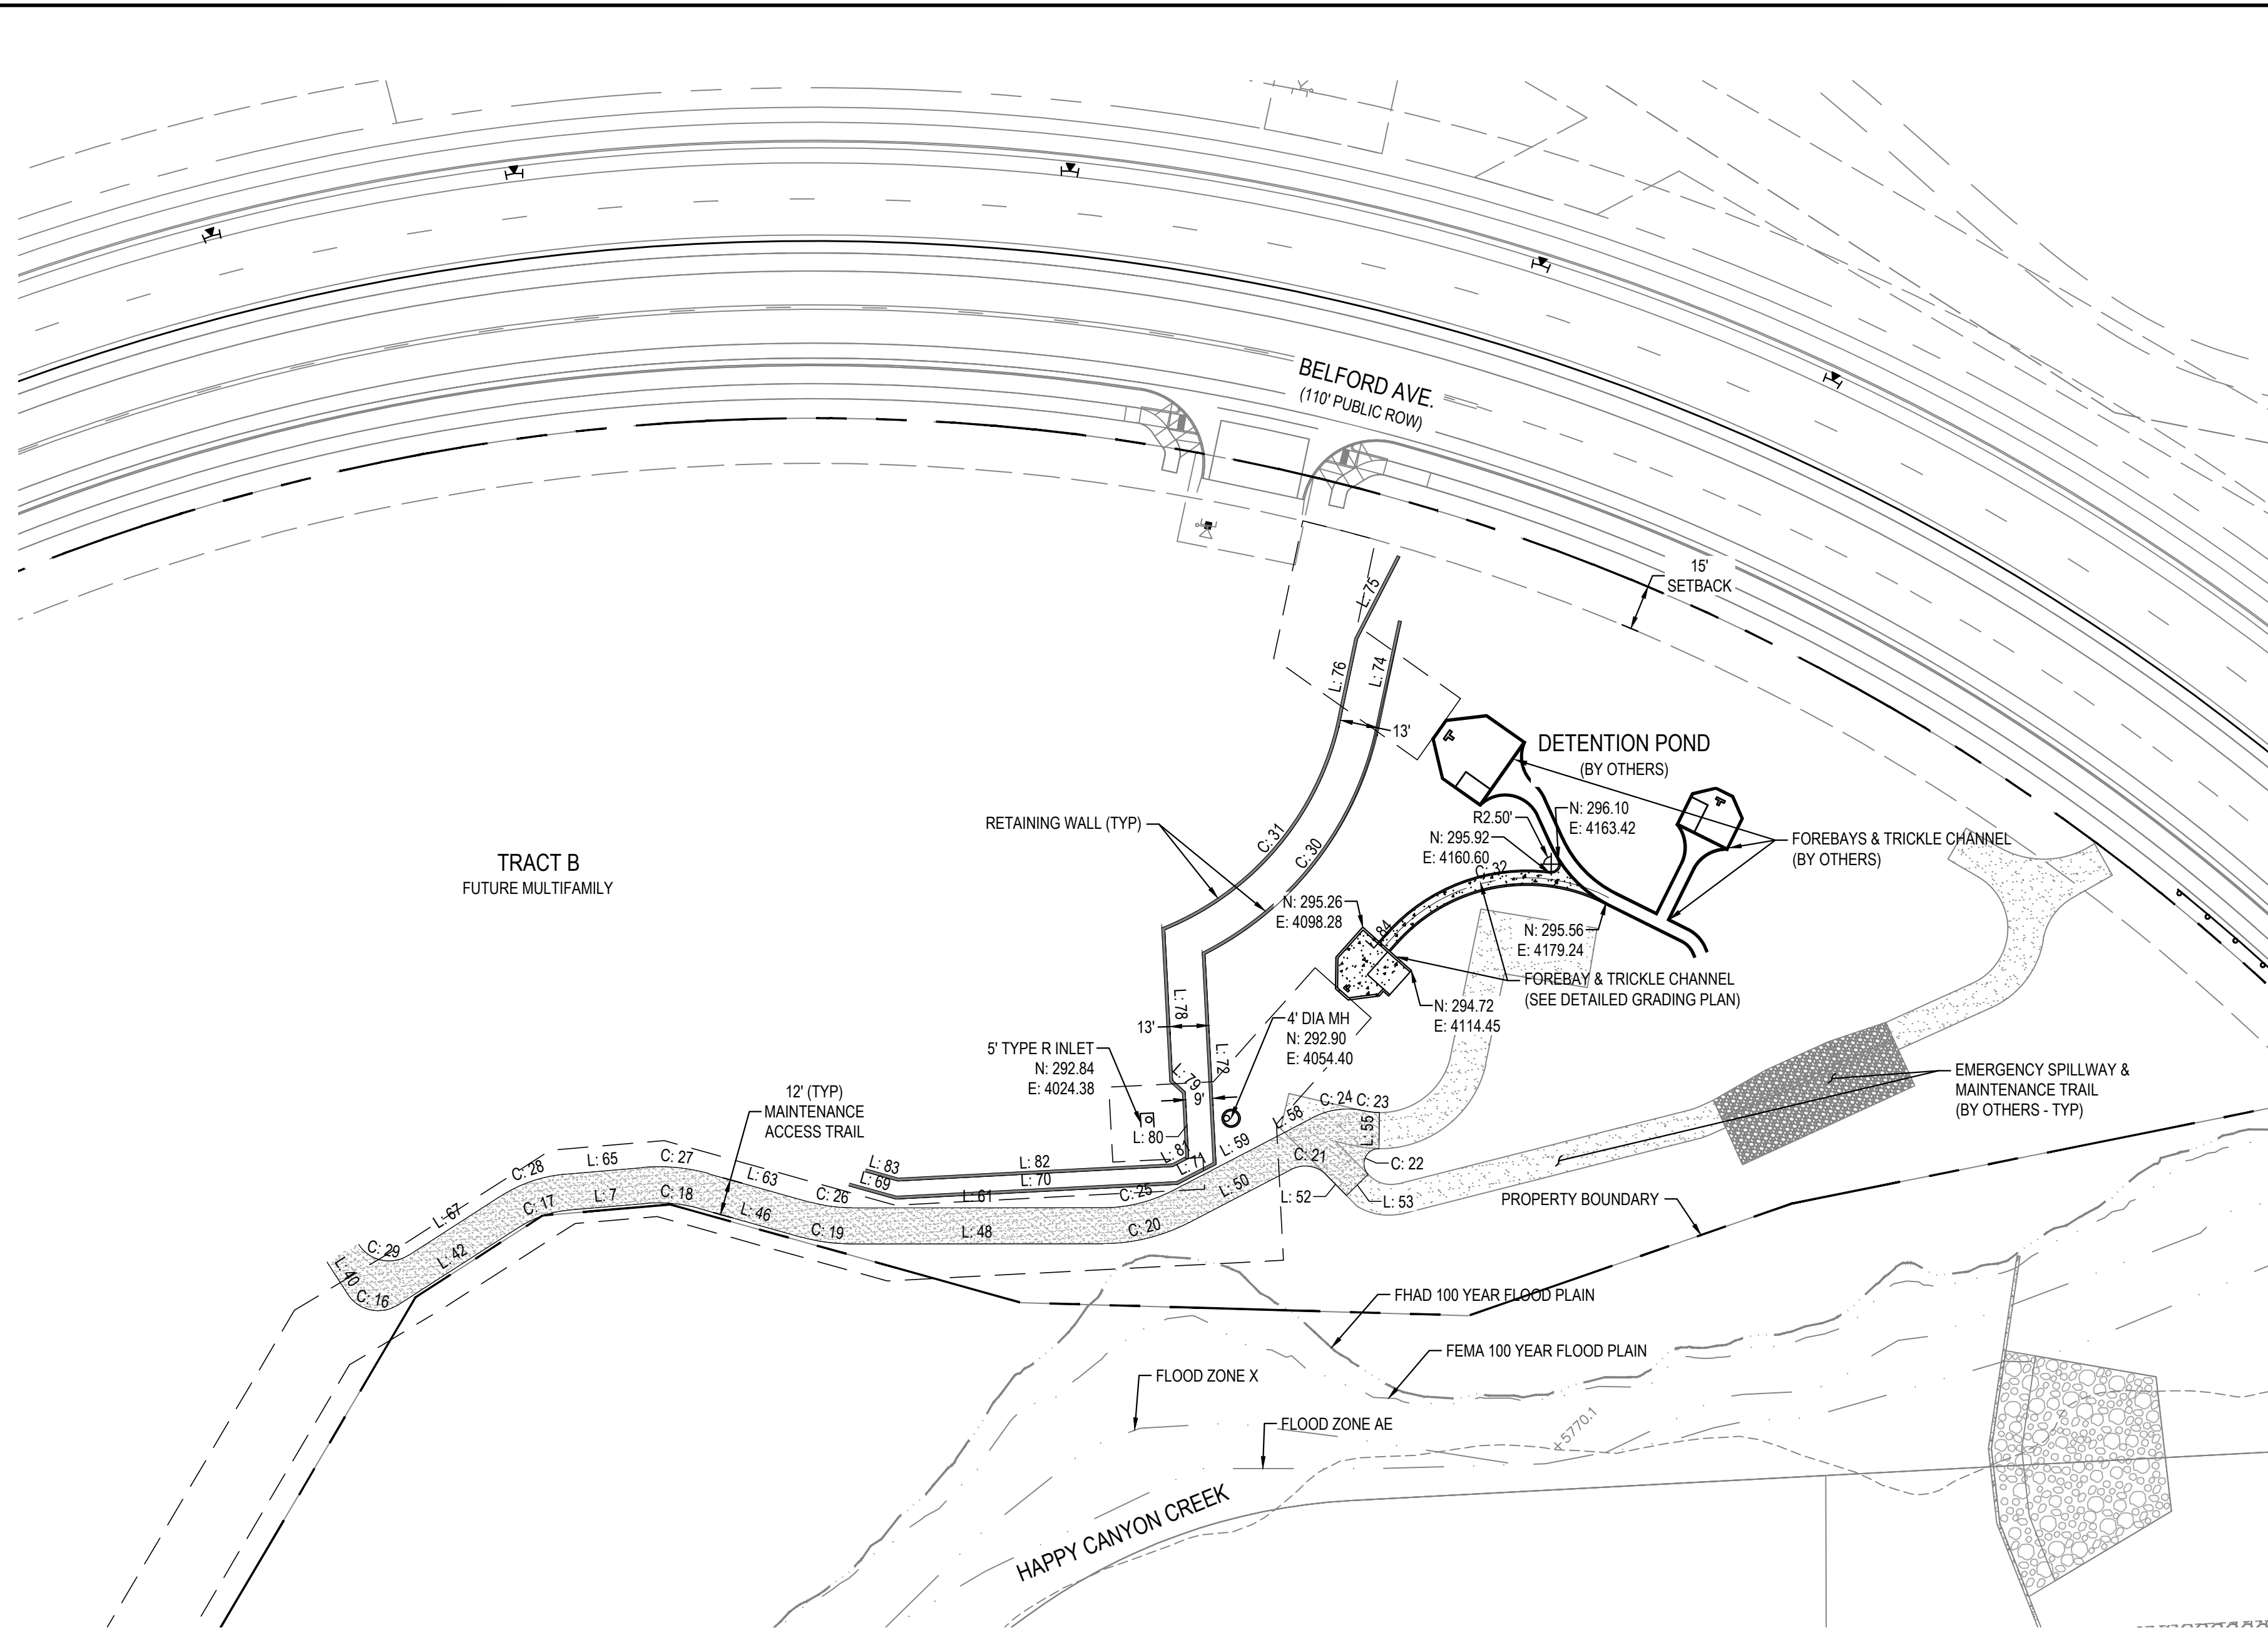 BELFORD AVE.
(110' PUBLIC ROW)
15'
SETBACK
L: 75
L: 76
L: 74
13'
DETENTION POND
(BY OTHERS)
N: 296.10
E: 4163.42
R2.50'
N: 295.92
E: 4160.60
C: 32
FOREBAYS & TRICKLE CHANNEL
(BY OTHERS)
RETAINING WALL (TYP)
C: 31
C: 30
TRACT B
FUTURE MULTIFAMILY
N: 295.26
E: 4098.28
L: 84
N: 295.56
E: 4179.24
FOREBAY & TRICKLE CHANNEL
(SEE DETAILED GRADING PLAN)
N: 294.72
E: 4114.45
L: 78
13'
4' DIA MH
N: 292.90
E: 4054.40
5' TYPE R INLET
N: 292.84
E: 4024.38
L: 72
L: 79
9'
L: 80
L: 81
L: 71
12' (TYP)
MAINTENANCE
ACCESS TRAIL
EMERGENCY SPILLWAY &
MAINTENANCE TRAIL
(BY OTHERS - TYP)
C: 24
C: 23
L: 58
L: 55
L: 59
C: 21
C: 22
L: 52
L: 53
L: 50
C: 25
C: 20
L: 83
L: 82
L: 69
L: 70
L: 61
C: 28
L: 65
C: 27
L: 63
C: 26
L: 67
C: 17
L: 7
C: 18
L: 46
C: 19
L: 48
C: 29
L: 42
L: 40
C: 16
PROPERTY BOUNDARY
FHAD 100 YEAR FLOOD PLAIN
FEMA 100 YEAR FLOOD PLAIN
FLOOD ZONE X
FLOOD ZONE AE
5770.1
HAPPY CANYON CREEK